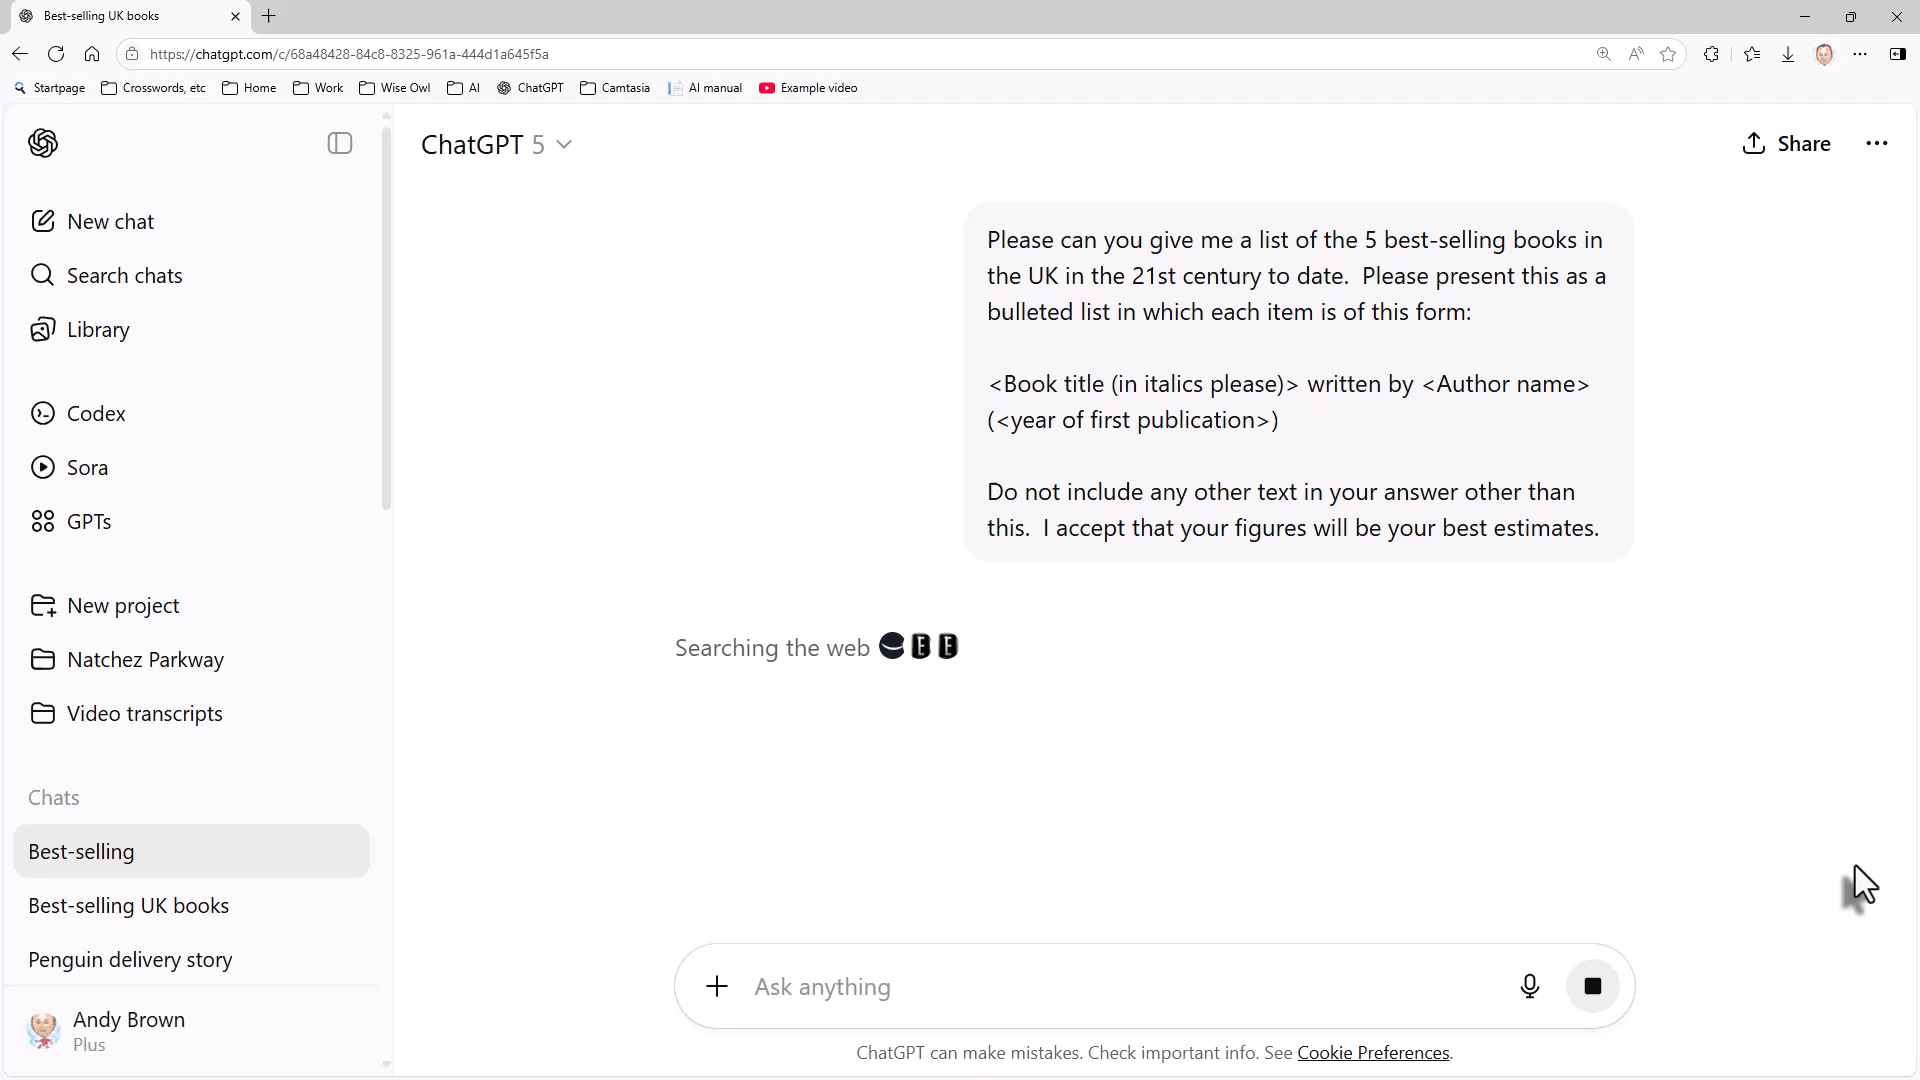 Best-selling UK books
https://chatgpt.com/c/68a48428-84c8-8325-961a-444d1a645f5a
Startpage
Crosswords, etc
Home
Work
Wise Owl
AI
ChatGPT
Camtasia
AI manual
Example video
ChatGPT 5
Share
New chat
Search chats
Library
Codex
Sora
GPTs
New project
Natchez Parkway
Video transcripts
Chats
Best-selling
Best-selling UK books
Penguin delivery story
Andy Brown
Plus
Please can you give me a list of the 5 best-selling books in
the UK in the 21st century to date.  Please present this as a
bulleted list in which each item is of this form:
<Book title (in italics please)> written by <Author name>
(<year of first publication>)
Do not include any other text in your answer other than
this.  I accept that your figures will be your best estimates.
Searching the web E E
Ask anything
ChatGPT can make mistakes. Check important info. See Cookie Preferences.